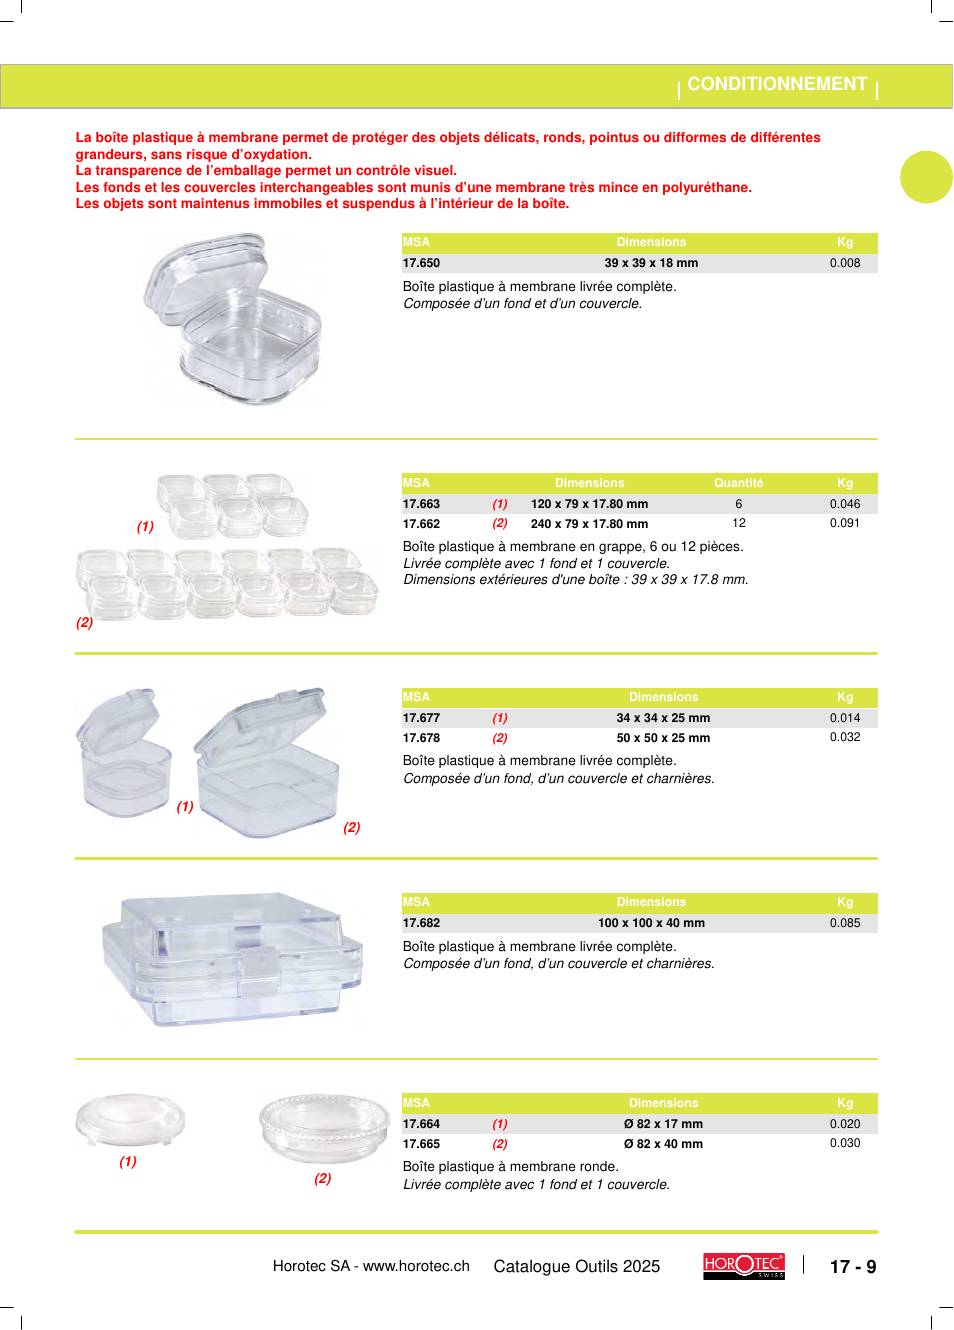 CONDITIONNEMENT
La boîte plastique à membrane permet de protéger des objets délicats, ronds, pointus ou difformes de différentes
grandeurs, sans risque d’oxydation.
La transparence de l’emballage permet un contrôle visuel.
Les fonds et les couvercles interchangeables sont munis d’une membrane très mince en polyuréthane.
Les objets sont maintenus immobiles et suspendus à l’intérieur de la boîte.
MSA Dimensions Kg
17.650 39 x 39 x 18 mm 0.008
Boîte plastique à membrane livrée complète.
Composée d’un fond et d’un couvercle.
MSA Dimensions Quantité Kg
17.663 (1) 120 x 79 x 17.80 mm 6 0.046
17.662 (2) 240 x 79 x 17.80 mm 12 0.091
Boîte plastique à membrane en grappe, 6 ou 12 pièces.
Livrée complète avec 1 fond et 1 couvercle.
Dimensions extérieures d'une boîte : 39 x 39 x 17.8 mm.
(1)
(2)
MSA Dimensions Kg
17.677 (1) 34 x 34 x 25 mm 0.014
17.678 (2) 50 x 50 x 25 mm 0.032
Boîte plastique à membrane livrée complète.
Composée d’un fond, d’un couvercle et charnières.
(1)
(2)
MSA Dimensions Kg
17.682 100 x 100 x 40 mm 0.085
Boîte plastique à membrane livrée complète.
Composée d’un fond, d’un couvercle et charnières.
MSA Dimensions Kg
17.664 (1) Ø 82 x 17 mm 0.020
17.665 (2) Ø 82 x 40 mm 0.030
Boîte plastique à membrane ronde.
Livrée complète avec 1 fond et 1 couvercle.
(1)
(2)
Horotec SA - www.horotec.ch Catalogue Outils 2025 HOROTEC® SWISS 17 - 9